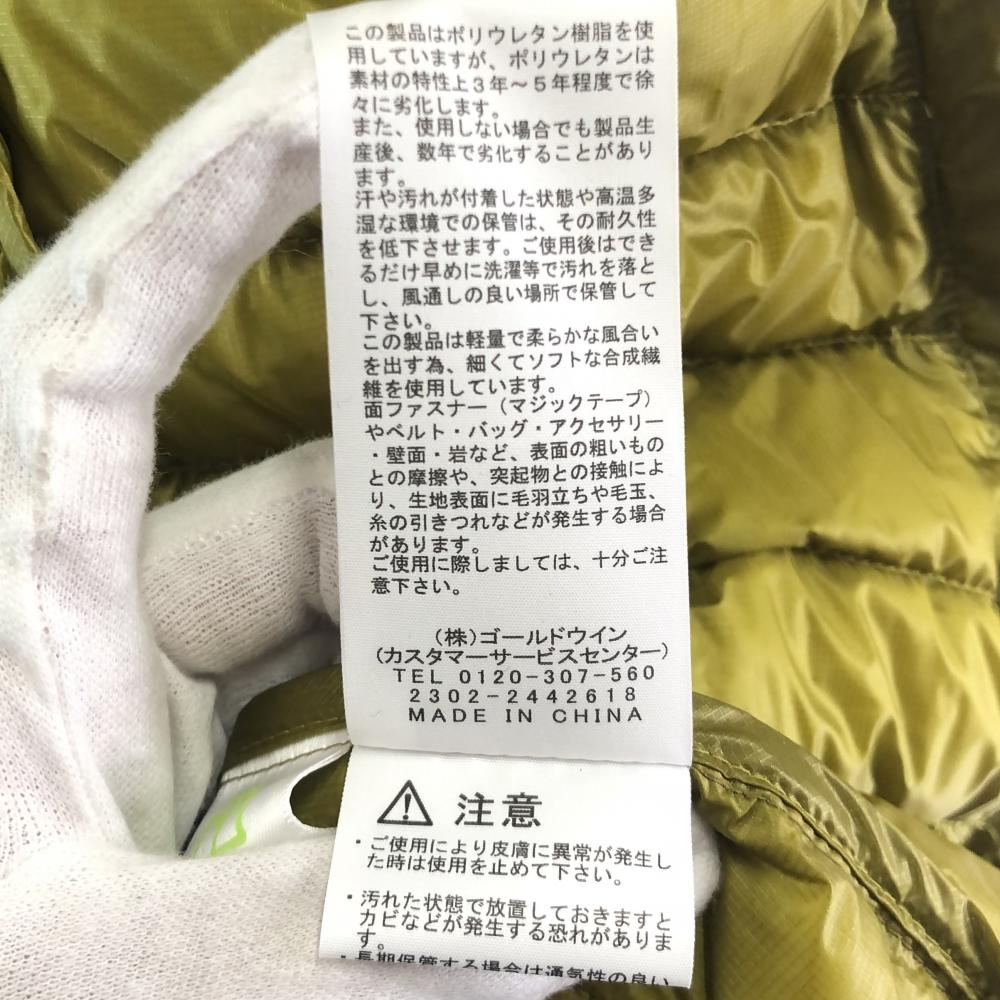 この製品はポリウレタン樹脂を使
用していますが、ポリウレタンは
素材の特性上3年～5年程度で徐
々に劣化します。
また、使用しない場合でも製品生
産後、数年で劣化することがあり
ます。
汗や汚れが付着した状態や高温多
湿な環境での保管は、その耐久性
を低下させます。ご使用後はでき
るだけ早めに洗濯等で汚れを落と
し、風通しの良い場所で保管して
下さい。
この製品は軽量で柔らかな風合い
を出す為、細くてソフトな合成繊
維を使用しています。
面ファスナー（マジックテープ）
やベルト・バッグ・アクセサリー
・壁面・岩など、表面の粗いもの
との摩擦や、突起物との接触によ
り、生地表面に毛羽立ちや毛玉、
糸の引きつれなどが発生する場合
があります。
ご使用に際しましては、十分ご注
意下さい。
（株）ゴールドウイン
（カスタマーサービスセンター）
TEL 0120-307-560
2302-2442618
MADE IN CHINA
注意
・ご使用により皮膚に異常が発生し
た時は使用を止めて下さい。
・汚れた状態で放置しておきますと
カビなどが発生する恐れがありま
す。
・長期保管する場合は通気性の良い